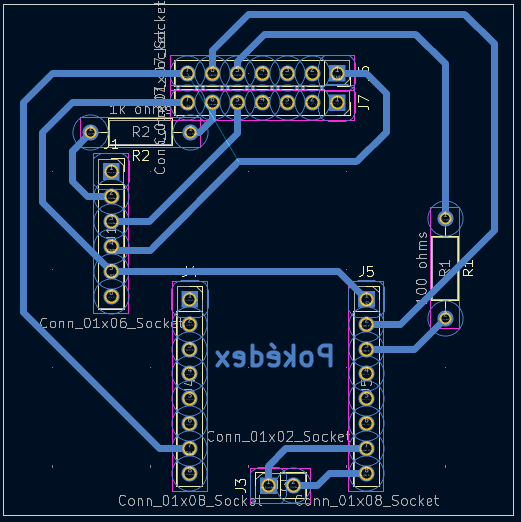 Conn_01x07_Socket
J6
J7
1k ohms
R2
R2
J1
100 ohms
R1
R1
Conn_01x06_Socket
J5
Pokédex
Conn_01x02_Socket
J3
Conn_01x08_Socket
Conn_01x08_Socket